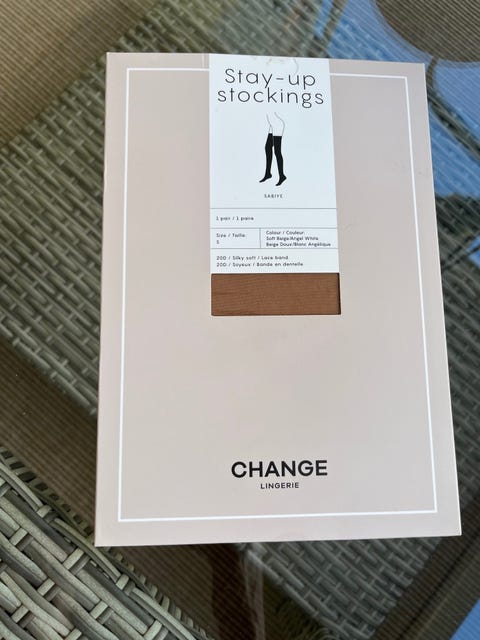 Stay-up
stockings
SABIYE
1 pair / 1 paire
Size / Taille:
S
Colour / Couleur:
Soft Beige/Angel White
Beige Doux/Blanc Angélique
20D / Silky soft / Lace band
20D / Soyeux / Bande en dentelle
CHANGE
LINGERIE